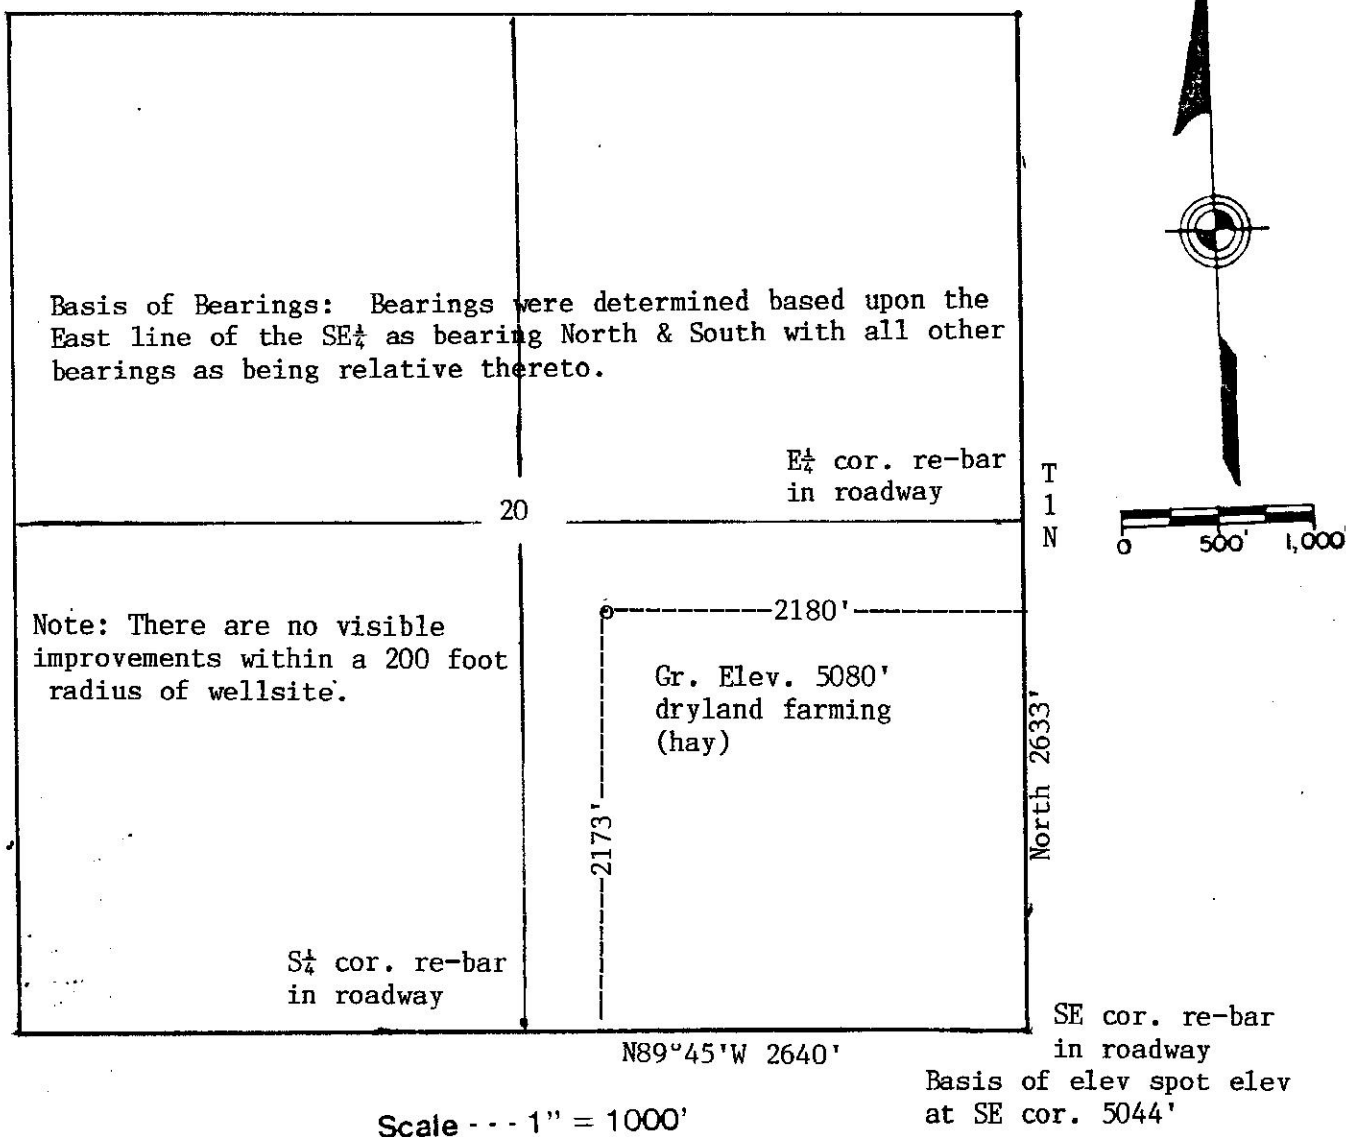 Basis of Bearings: Bearings were determined based upon the
East line of the SE¼ as bearing North & South with all other
bearings as being relative thereto.
E¼ cor. re-bar
in roadway
T
1
N
20
0 500' 1,000'
2180'
Note: There are no visible
improvements within a 200 foot
radius of wellsite.
Gr. Elev. 5080'
dryland farming
(hay)
North 2633'
2173'
S¼ cor. re-bar
in roadway
SE cor. re-bar
in roadway
N89°45'W 2640'
Basis of elev spot elev
at SE cor. 5044'
Scale --- 1" = 1000'